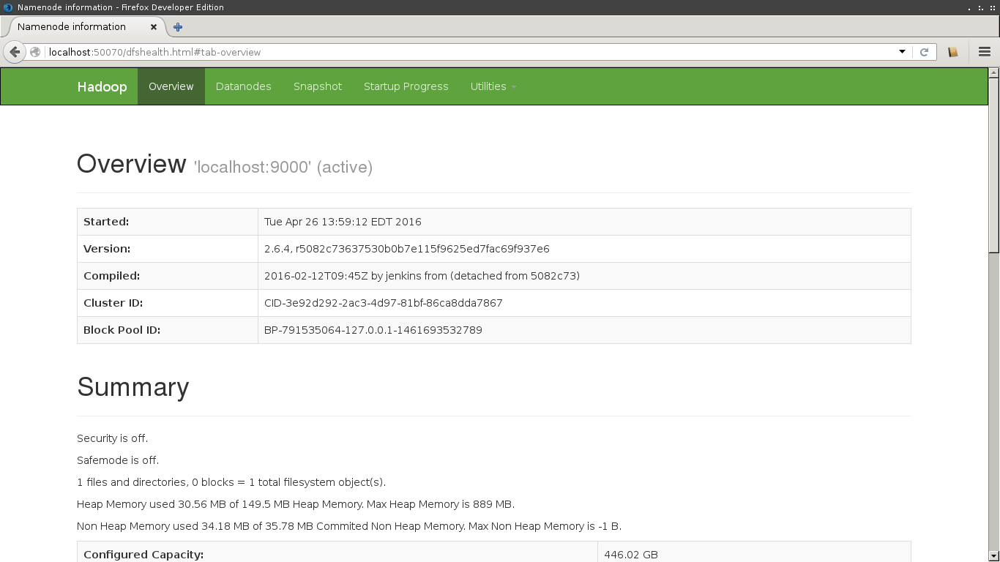 Namenode information - Firefox Developer Edition
Namenode information
localhost:50070/dfshealth.html#tab-overview
Hadoop Overview Datanodes Snapshot Startup Progress Utilities
Overview 'localhost:9000' (active)
Started: Tue Apr 26 13:59:12 EDT 2016
Version: 2.6.4, r5082c73637530b0b7e115f9625ed7fac69f937e6
Compiled: 2016-02-12T09:45Z by jenkins from (detached from 5082c73)
Cluster ID: CID-3e92d292-2ac3-4d97-81bf-86ca8dda7867
Block Pool ID: BP-791535064-127.0.0.1-1461693532789
Summary
Security is off.
Safemode is off.
1 files and directories, 0 blocks = 1 total filesystem object(s).
Heap Memory used 30.56 MB of 149.5 MB Heap Memory. Max Heap Memory is 889 MB.
Non Heap Memory used 34.18 MB of 35.78 MB Commited Non Heap Memory. Max Non Heap Memory is -1 B.
Configured Capacity: 446.02 GB